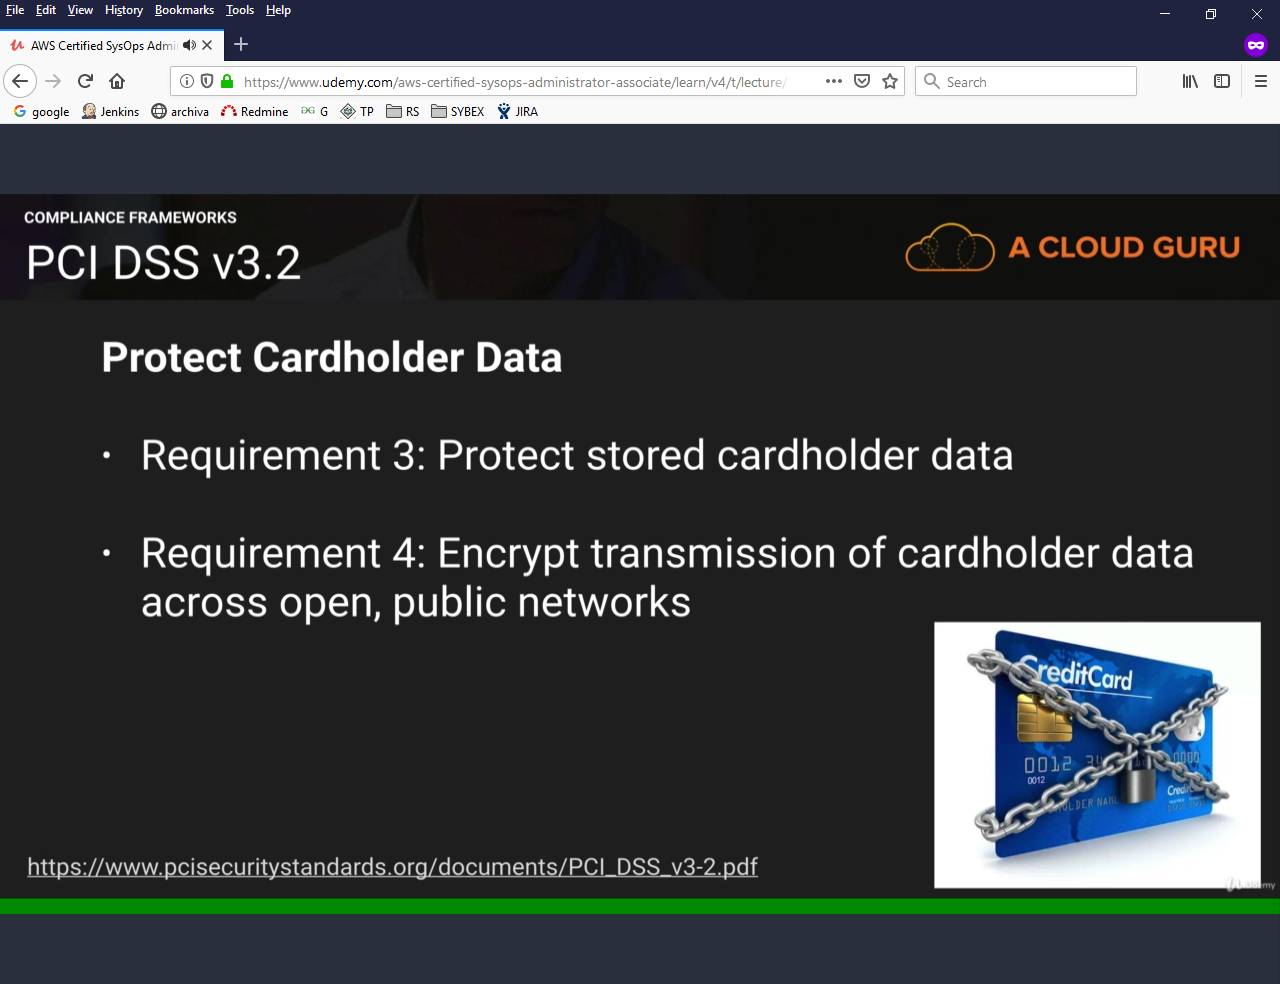 File Edit View History Bookmarks Tools Help
AWS Certified SysOps Admi
https://www.udemy.com/aws-certified-sysops-administrator-associate/learn/v4/t/lecture/
Search
google Jenkins archiva Redmine G TP RS SYBEX JIRA
COMPLIANCE FRAMEWORKS
PCI DSS v3.2
A CLOUD GURU
Protect Cardholder Data
• Requirement 3: Protect stored cardholder data
• Requirement 4: Encrypt transmission of cardholder data
across open, public networks
CreditCard
0012
0012
https://www.pcisecuritystandards.org/documents/PCI_DSS_v3-2.pdf
Udemy